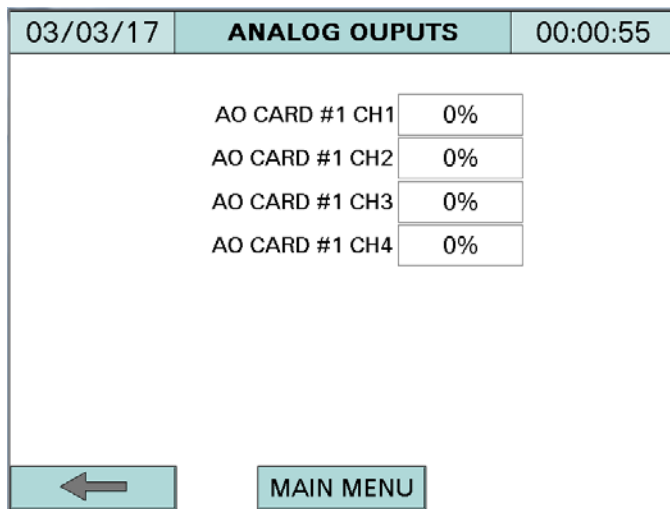 03/03/17 ANALOG OUPUTS 00:00:55
AO CARD #1 CH1 0%
AO CARD #1 CH2 0%
AO CARD #1 CH3 0%
AO CARD #1 CH4 0%
MAIN MENU